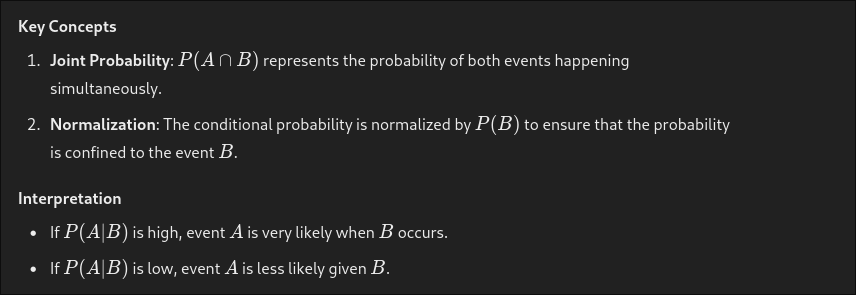 Key Concepts
1. Joint Probability: P(A ∩ B) represents the probability of both events happening
simultaneously.
2. Normalization: The conditional probability is normalized by P(B) to ensure that the probability
is confined to the event B.
Interpretation
• If P(A|B) is high, event A is very likely when B occurs.
• If P(A|B) is low, event A is less likely given B.